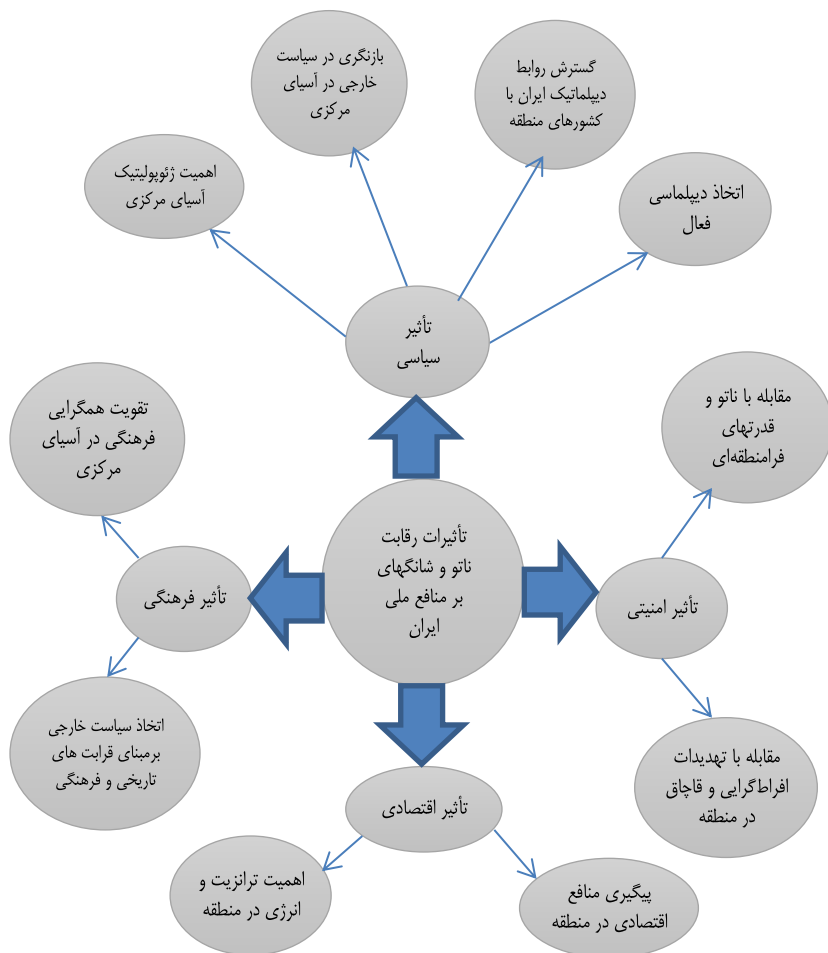 بازنگری در سیاست
خارجی در آسیای
مرکزی
گسترش روابط
دیپلماتیک ایران با
کشورهای منطقه
اهمیت ژئوپولیتیک
آسیای مرکزی
اتخاذ دیپلماسی
فعال
تأثیر
سیاسی
مقابله با ناتو و
قدرتهای
فرامنطقه‌ای
تقویت همگرایی
فرهنگی در آسیای
مرکزی
تأثیرات رقابت
ناتو و شانگهای
بر منافع ملی
ایران
تأثیر امنیتی
تأثیر فرهنگی
اتخاذ سیاست خارجی
برمبنای قرابت های
تاریخی و فرهنگی
مقابله با تهدیدات
افراط‌گرایی و قاچاق
در منطقه
تأثیر اقتصادی
اهمیت ترانزیت و
انرژی در منطقه
پیگیری منافع
اقتصادی در منطقه